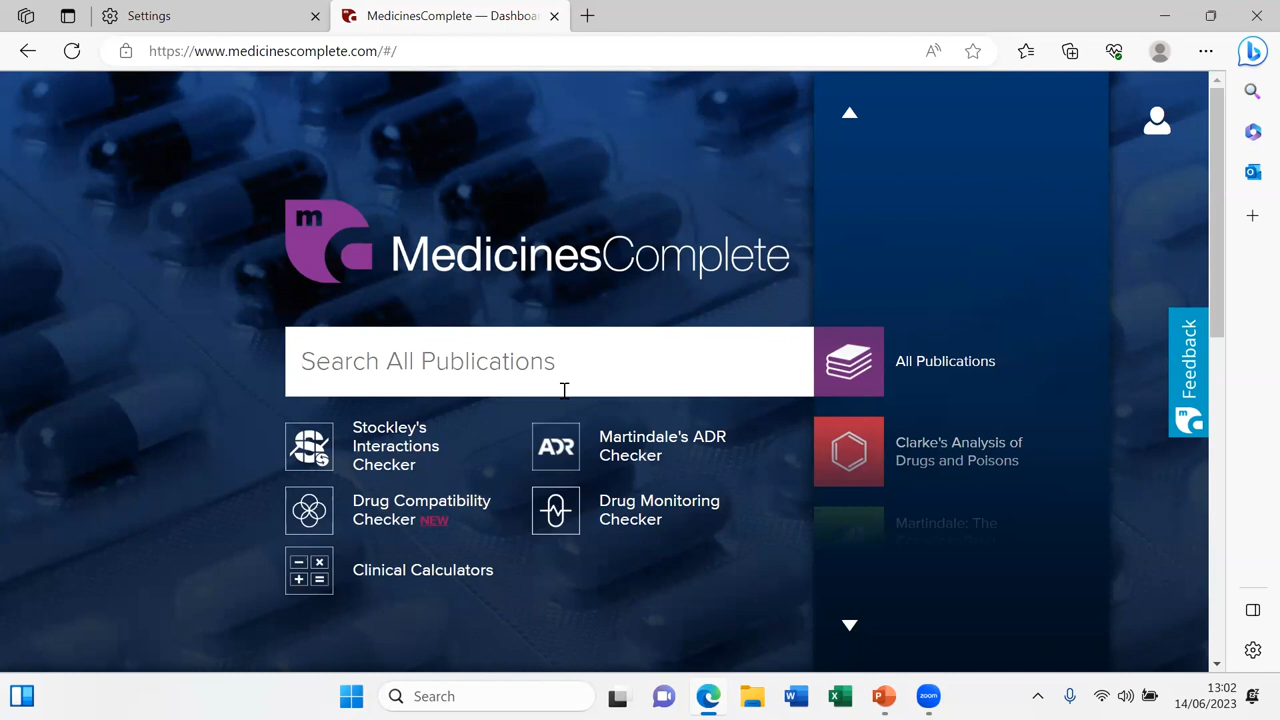 Settings
MedicinesComplete — Dashboa
https://www.medicinescomplete.com/#/
m
MedicinesComplete
Search All Publications
All Publications
Stockley's
Interactions
Checker
ADR
Martindale's ADR
Checker
Clarke's Analysis of
Drugs and Poisons
Drug Compatibility
Checker NEW
Drug Monitoring
Checker
Martindale: The
Clinical Calculators
Feedback
m
Search
zoom
13:02
14/06/2023